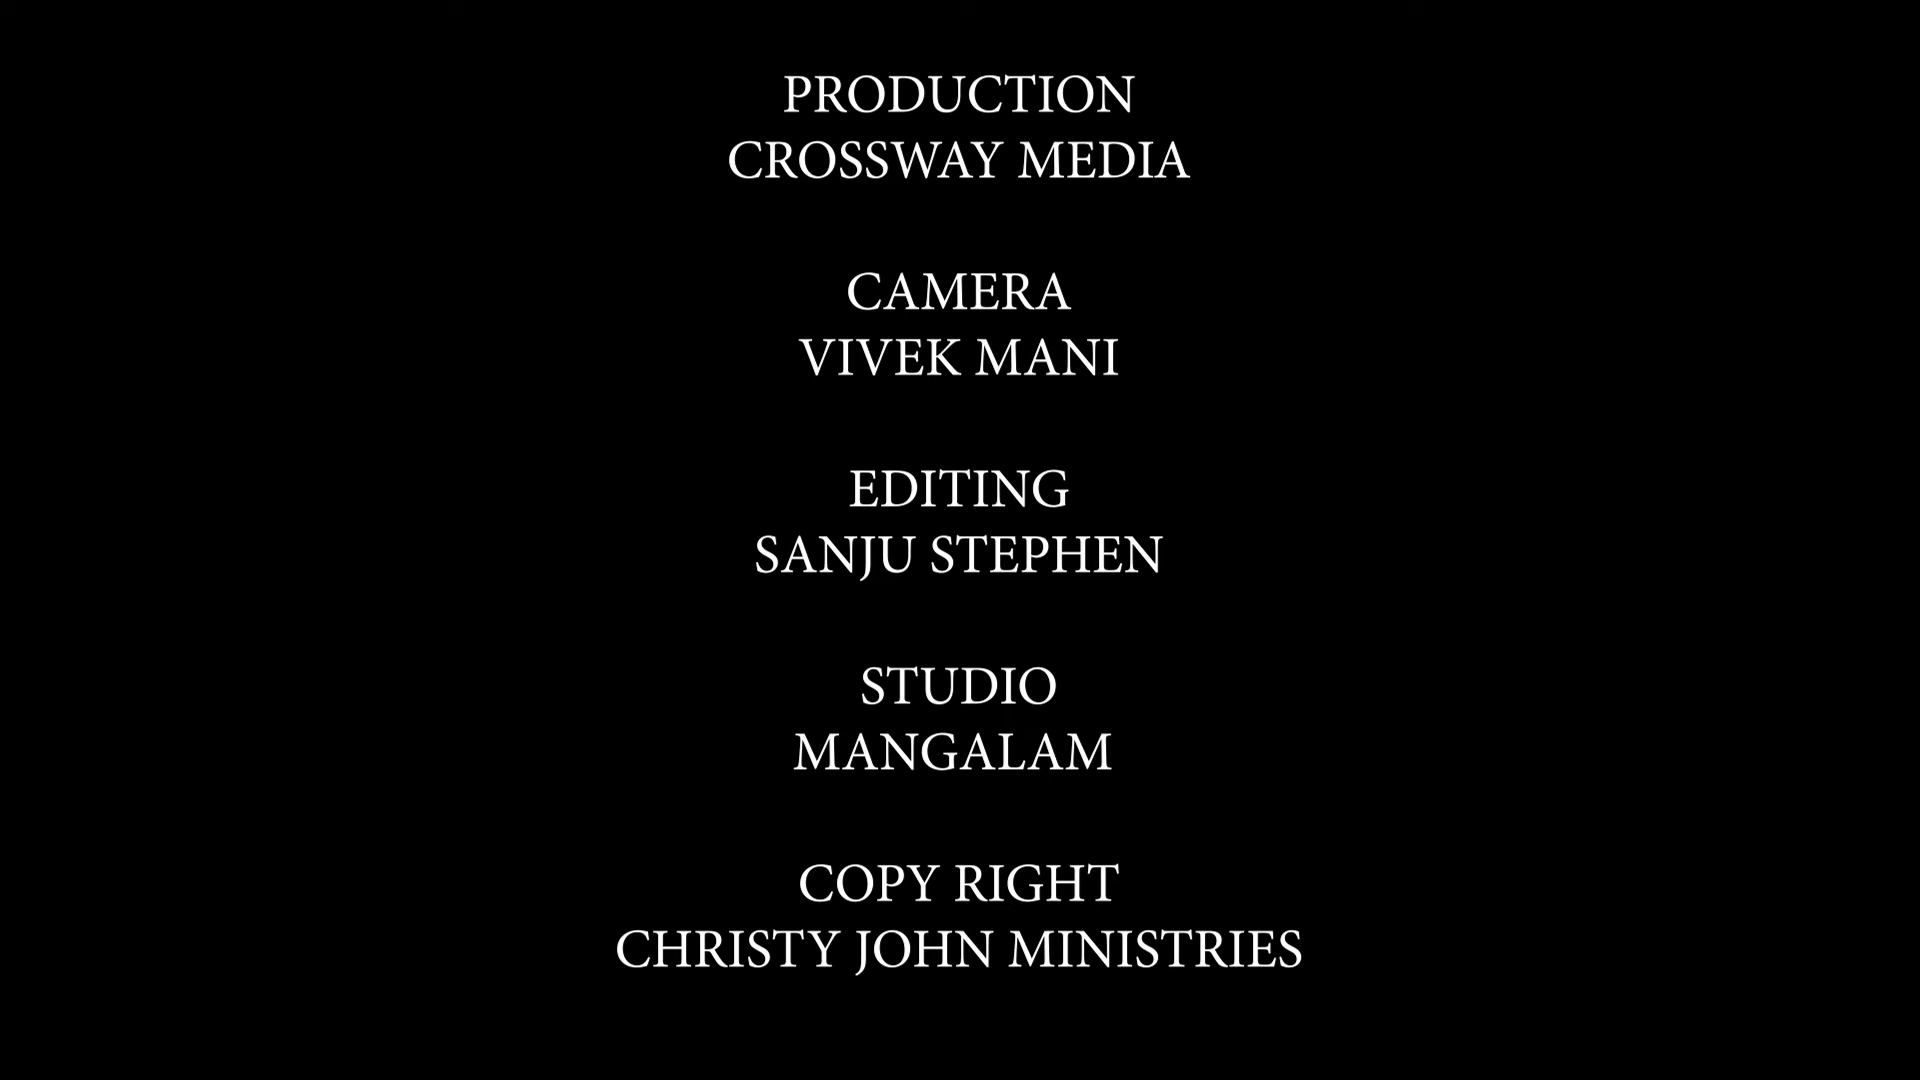 PRODUCTION
CROSSWAY MEDIA
CAMERA
VIVEK MANI
EDITING
SANJU STEPHEN
STUDIO
MANGALAM
COPY RIGHT
CHRISTY JOHN MINISTRIES